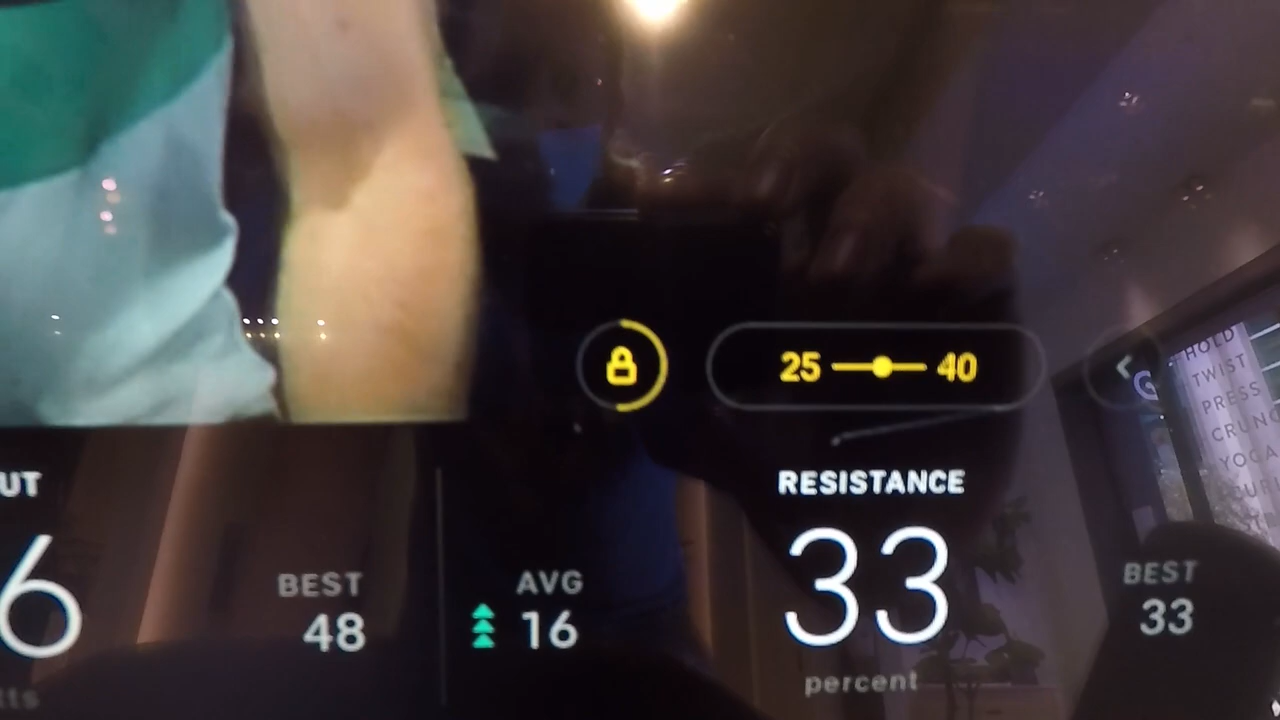 25 40
UT
RESISTANCE
6
BEST
48
AVG
16
33
percent
BEST
33
HOLD
TWIST
PRESS
CRUNC
YOGA